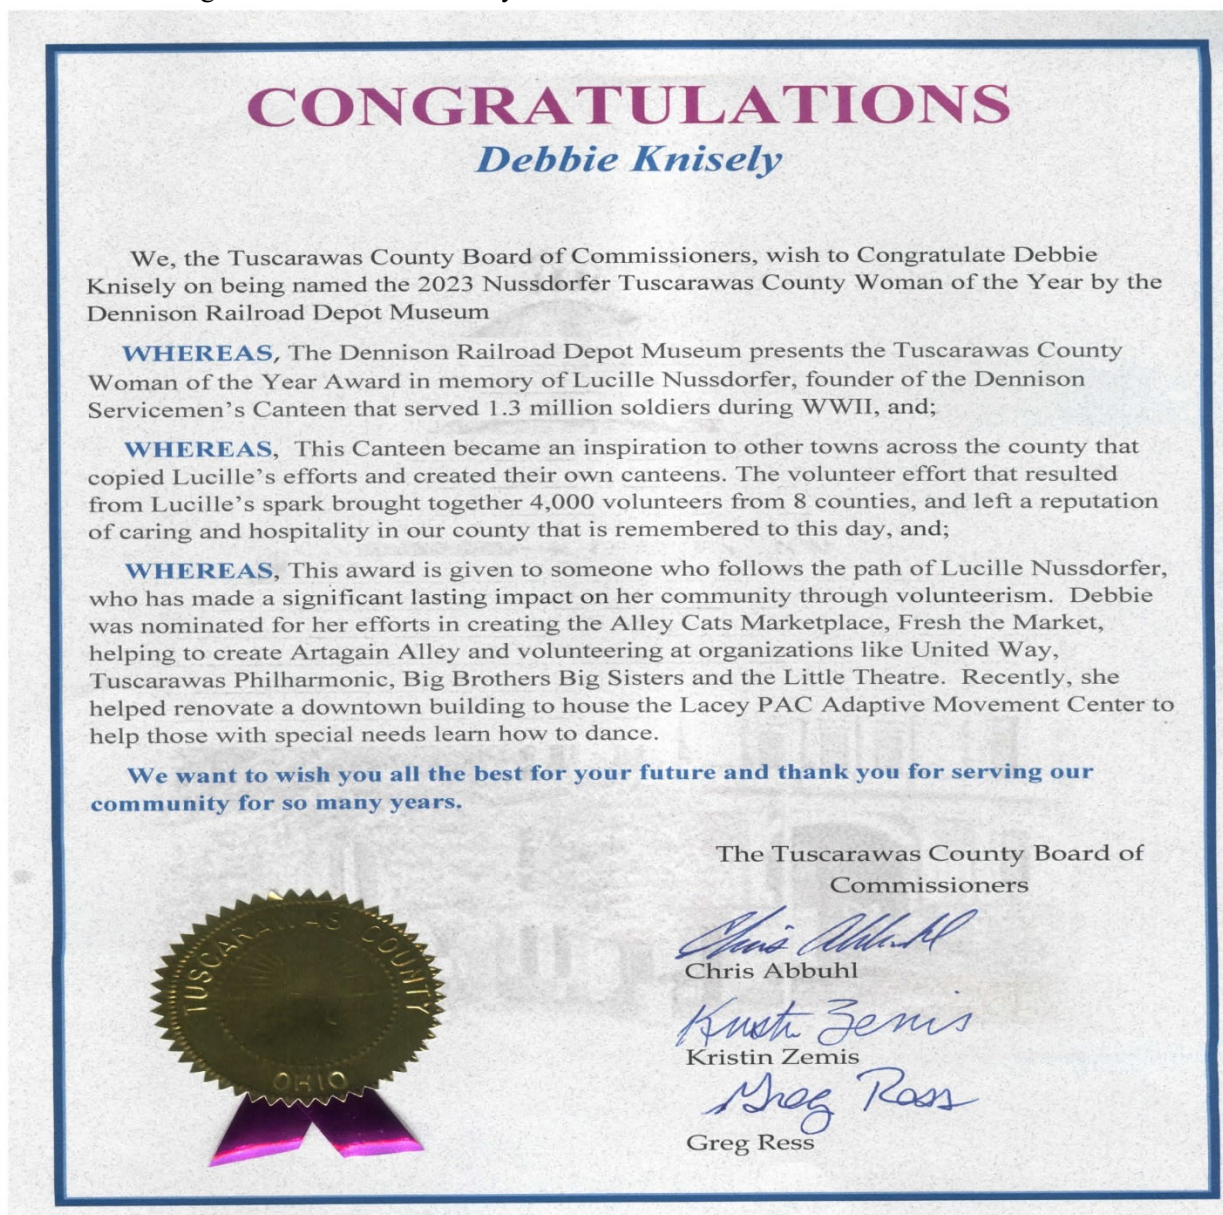 CONGRATULATIONS
Debbie Knisely
We, the Tuscarawas County Board of Commissioners, wish to Congratulate Debbie
Knisely on being named the 2023 Nussdorfer Tuscarawas County Woman of the Year by the
Dennison Railroad Depot Museum
WHEREAS, The Dennison Railroad Depot Museum presents the Tuscarawas County
Woman of the Year Award in memory of Lucille Nussdorfer, founder of the Dennison
Servicemen's Canteen that served 1.3 million soldiers during WWII, and;
WHEREAS, This Canteen became an inspiration to other towns across the county that
copied Lucille's efforts and created their own canteens. The volunteer effort that resulted
from Lucille's spark brought together 4,000 volunteers from 8 counties, and left a reputation
of caring and hospitality in our county that is remembered to this day, and;
WHEREAS, This award is given to someone who follows the path of Lucille Nussdorfer,
who has made a significant lasting impact on her community through volunteerism. Debbie
was nominated for her efforts in creating the Alley Cats Marketplace, Fresh the Market,
helping to create Artagain Alley and volunteering at organizations like United Way,
Tuscarawas Philharmonic, Big Brothers Big Sisters and the Little Theatre. Recently, she
helped renovate a downtown building to house the Lacey PAC Adaptive Movement Center to
help those with special needs learn how to dance.
We want to wish you all the best for your future and thank you for serving our
community for so many years.
The Tuscarawas County Board of
Commissioners
Chris Abbuhl
Chris Abbuhl
Kristin Zemis
Kristin Zemis
Greg Ress
Greg Ress
TUSCARAWAS COUNTY
OHIO